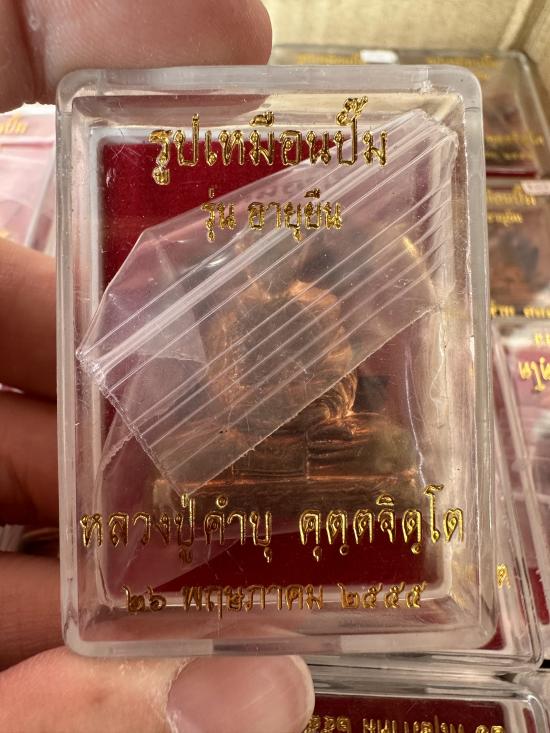 รูปเหมือนปั๊ม
รุ่น อายุยืน
หลวงปู่คำบุ คุตฺตจิตฺโต
๒๖ พฤษภาคม ๒๕๕๕